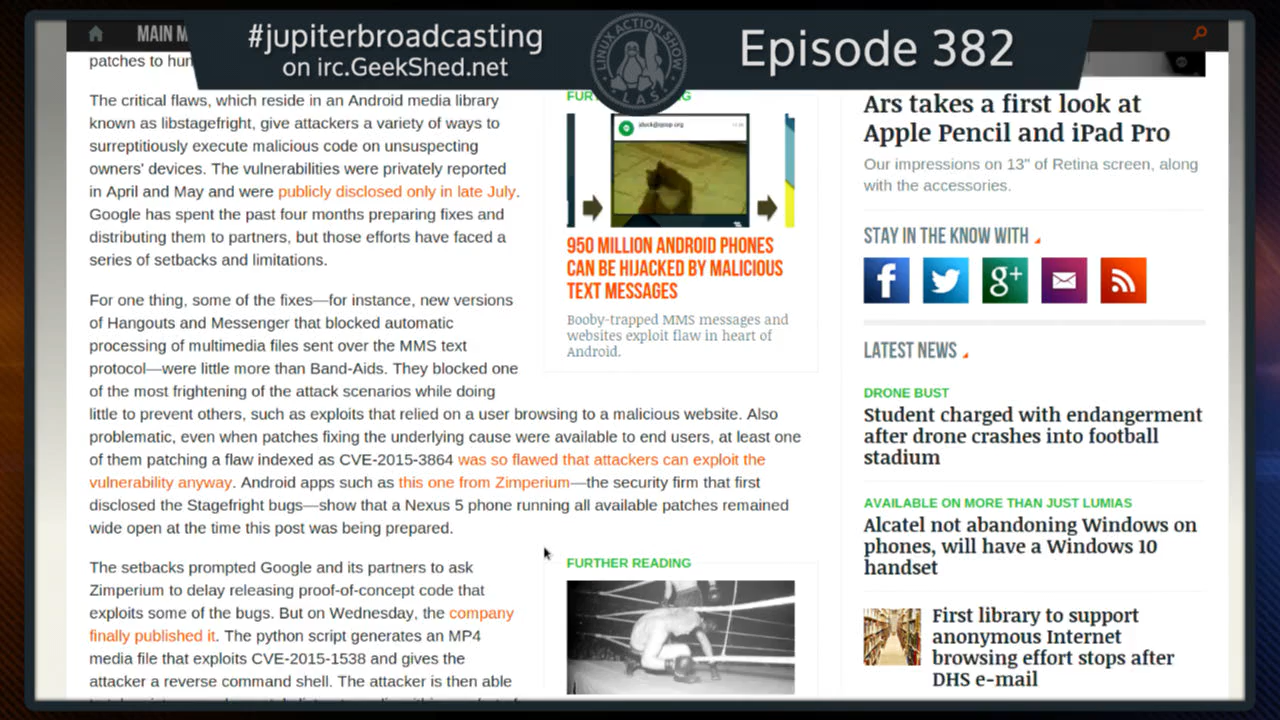 #jupiterbroadcasting
on irc.GeekShed.net
LINUX ACTION SHOW
L.A.S.
Episode 382
MAIN M
patches to hun
The critical flaws, which reside in an Android media library
known as libstagefright, give attackers a variety of ways to
surreptitiously execute malicious code on unsuspecting
owners' devices. The vulnerabilities were privately reported
in April and May and were publicly disclosed only in late July.
Google has spent the past four months preparing fixes and
distributing them to partners, but those efforts have faced a
series of setbacks and limitations.
For one thing, some of the fixes—for instance, new versions
of Hangouts and Messenger that blocked automatic
processing of multimedia files sent over the MMS text
protocol—were little more than Band-Aids. They blocked one
of the most frightening of the attack scenarios while doing
little to prevent others, such as exploits that relied on a user browsing to a malicious website. Also
problematic, even when patches fixing the underlying cause were available to end users, at least one
of them patching a flaw indexed as CVE-2015-3864 was so flawed that attackers can exploit the
vulnerability anyway. Android apps such as this one from Zimperium—the security firm that first
disclosed the Stagefright bugs—show that a Nexus 5 phone running all available patches remained
wide open at the time this post was being prepared.
The setbacks prompted Google and its partners to ask
Zimperium to delay releasing proof-of-concept code that
exploits some of the bugs. But on Wednesday, the company
finally published it. The python script generates an MP4
media file that exploits CVE-2015-1538 and gives the
attacker a reverse command shell. The attacker is then able
950 MILLION ANDROID PHONES
CAN BE HIJACKED BY MALICIOUS
TEXT MESSAGES
Booby-trapped MMS messages and
websites exploit flaw in heart of
Android.
FURTHER READING
Ars takes a first look at
Apple Pencil and iPad Pro
Our impressions on 13" of Retina screen, along
with the accessories.
STAY IN THE KNOW WITH
LATEST NEWS
DRONE BUST
Student charged with endangerment
after drone crashes into football
stadium
AVAILABLE ON MORE THAN JUST LUMIAS
Alcatel not abandoning Windows on
phones, will have a Windows 10
handset
First library to support
anonymous Internet
browsing effort stops after
DHS e-mail